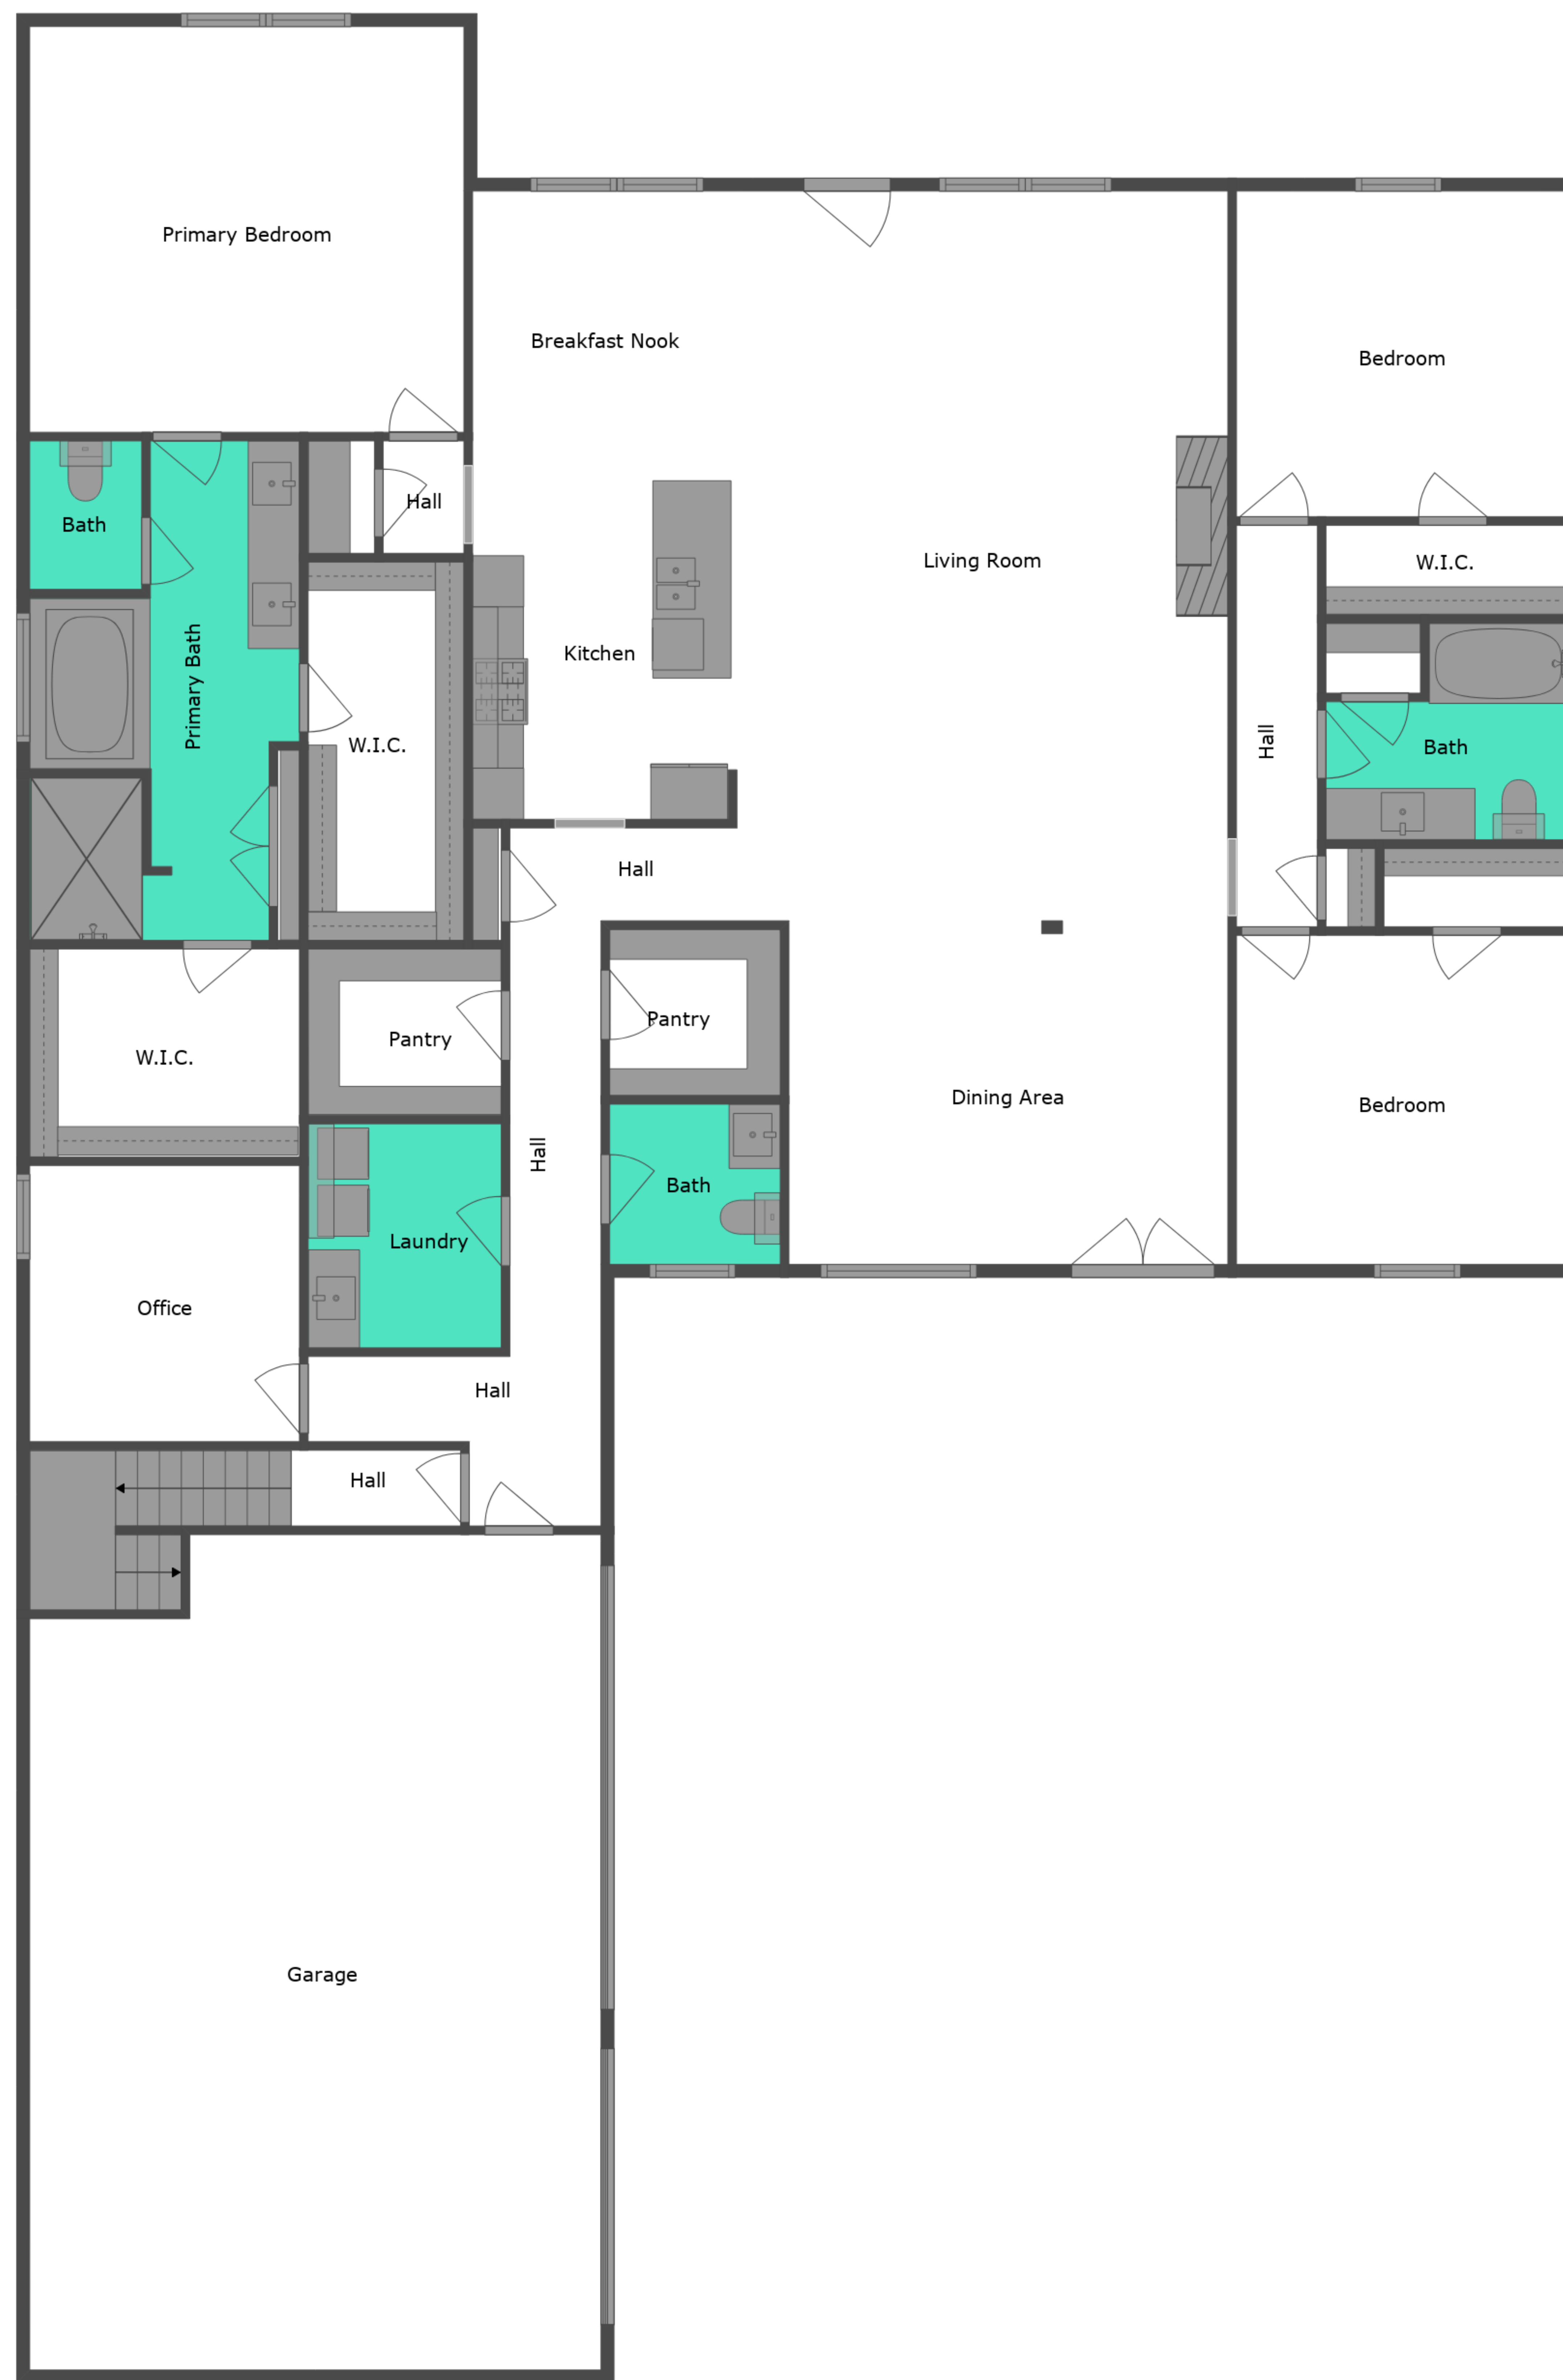 Primary Bedroom
Breakfast Nook
Bedroom
Hall
Bath
Living Room
W.I.C.
Kitchen
Primary Bath
W.I.C.
Hall
Bath
Hall
Pantry
Pantry
W.I.C.
Dining Area
Bedroom
Hall
Bath
Laundry
Office
Hall
Hall
Garage